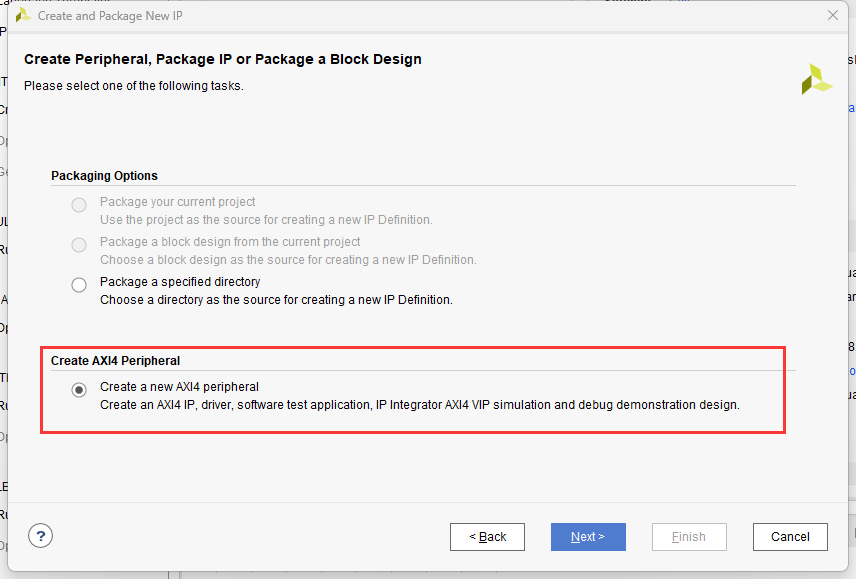 Create and Package New IP
Create Peripheral, Package IP or Package a Block Design
Please select one of the following tasks.
Packaging Options
Package your current project
Use the project as the source for creating a new IP Definition.
Package a block design from the current project
Choose a block design as the source for creating a new IP Definition.
Package a specified directory
Choose a directory as the source for creating a new IP Definition.
Create AXI4 Peripheral
Create a new AXI4 peripheral
Create an AXI4 IP, driver, software test application, IP Integrator AXI4 VIP simulation and debug demonstration design.
?
< Back
Next >
Finish
Cancel